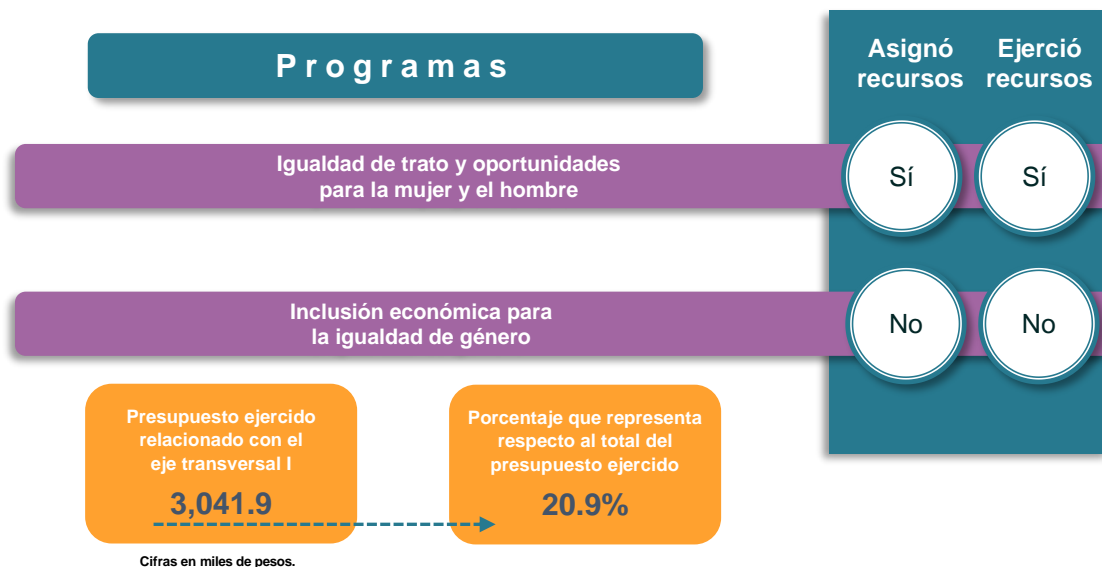 Programas
Asignó
recursos
Ejerció
recursos
Igualdad de trato y oportunidades
para la mujer y el hombre
Sí
Sí
Inclusión económica para
la igualdad de género
No
No
Presupuesto ejercido
relacionado con el
eje transversal I
3,041.9
Porcentaje que representa
respecto al total del
presupuesto ejercido
20.9%
Cifras en miles de pesos.